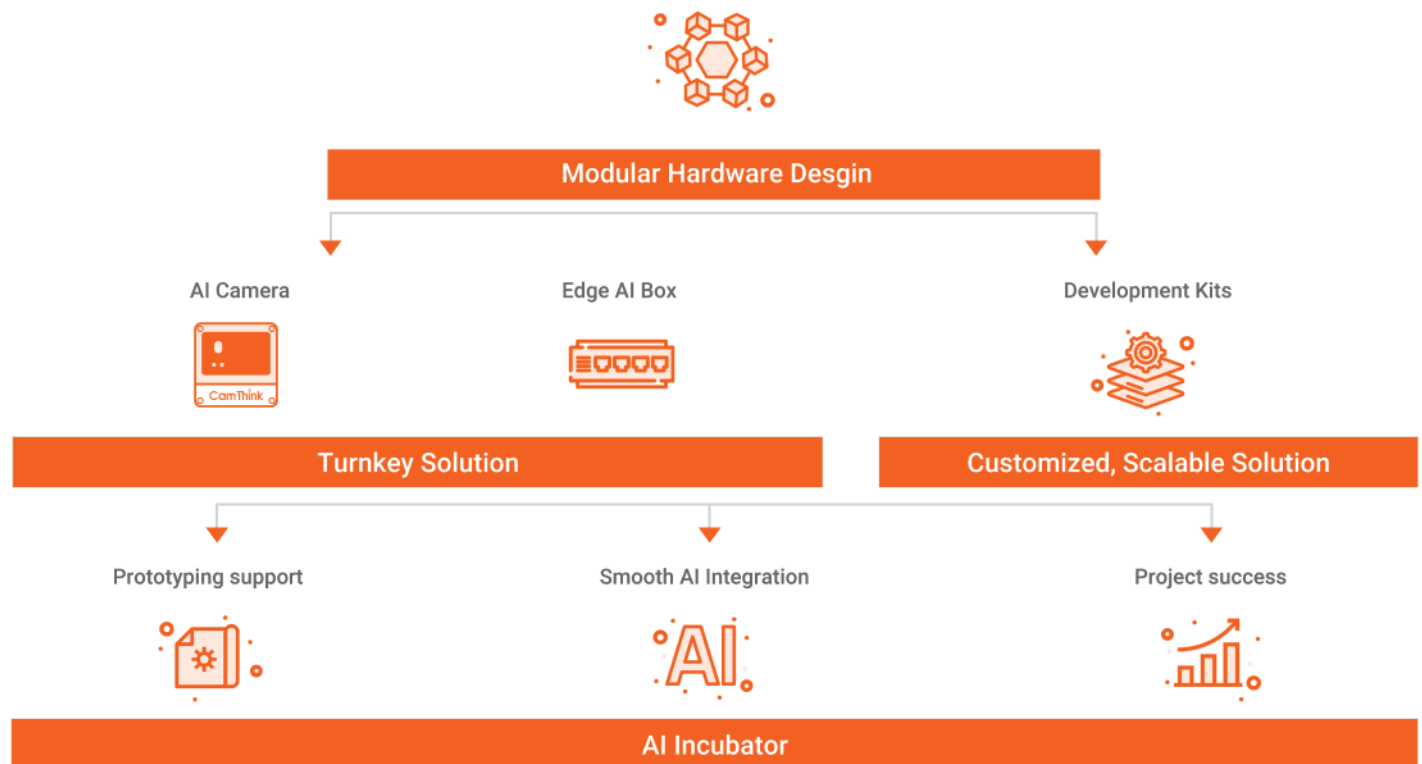 Modular Hardware Desgin
AI Camera
Edge AI Box
Development Kits
CamThink
Turnkey Solution
Customized, Scalable Solution
Prototyping support
Smooth AI Integration
Project success
AI
AI Incubator